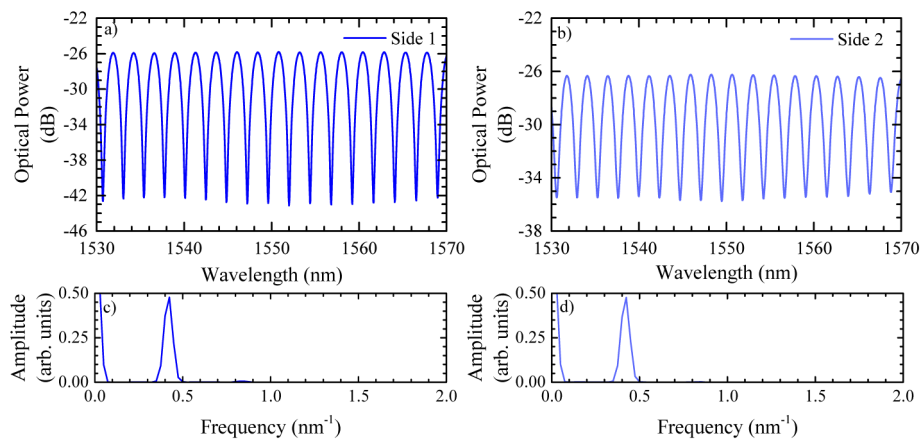 a)
Side 1
-22
-26
-30
-34
-38
-42
-46
Optical Power
(dB)
1530
1540
1550
1560
1570
Wavelength (nm)
b)
Side 2
-22
-26
-30
-34
-38
Optical Power
(dB)
1530
1540
1550
1560
1570
Wavelength (nm)
c)
0.50
0.25
0.00
Amplitude
(arb. units)
0.0
0.5
1.0
1.5
2.0
Frequency (nm⁻¹)
d)
0.50
0.25
0.00
Amplitude
(arb. units)
0.0
0.5
1.0
1.5
2.0
Frequency (nm⁻¹)